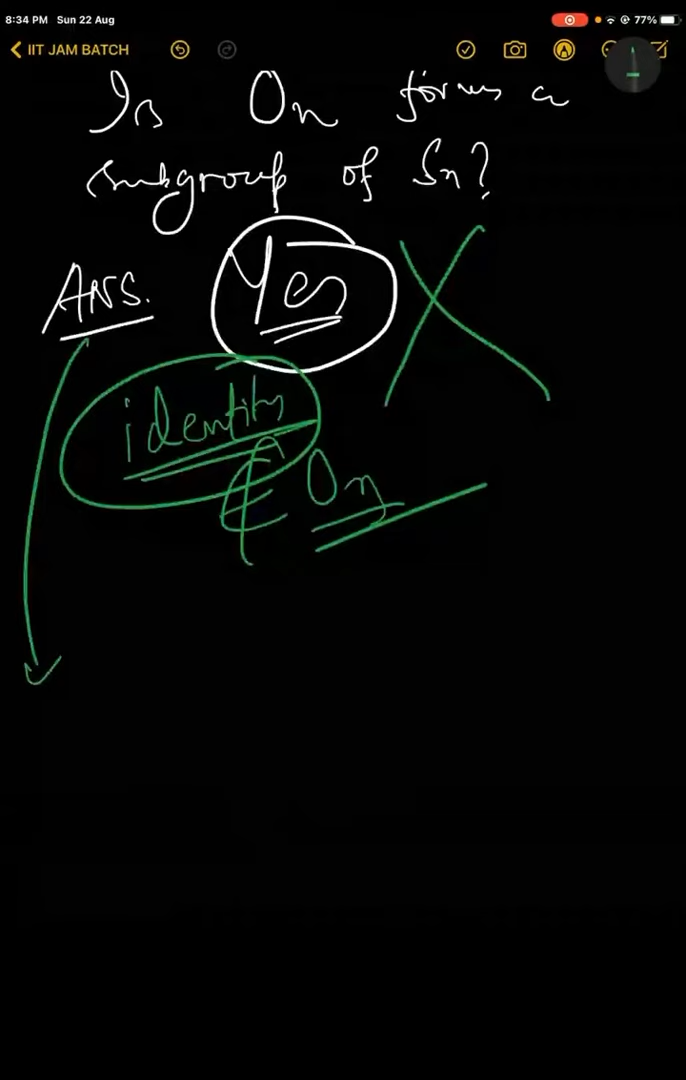 8:34 PM Sun 22 Aug 77%
IIT JAM BATCH
Is On forms a
subgroup of Sn?
ANS. Yes X
identity
∉ On